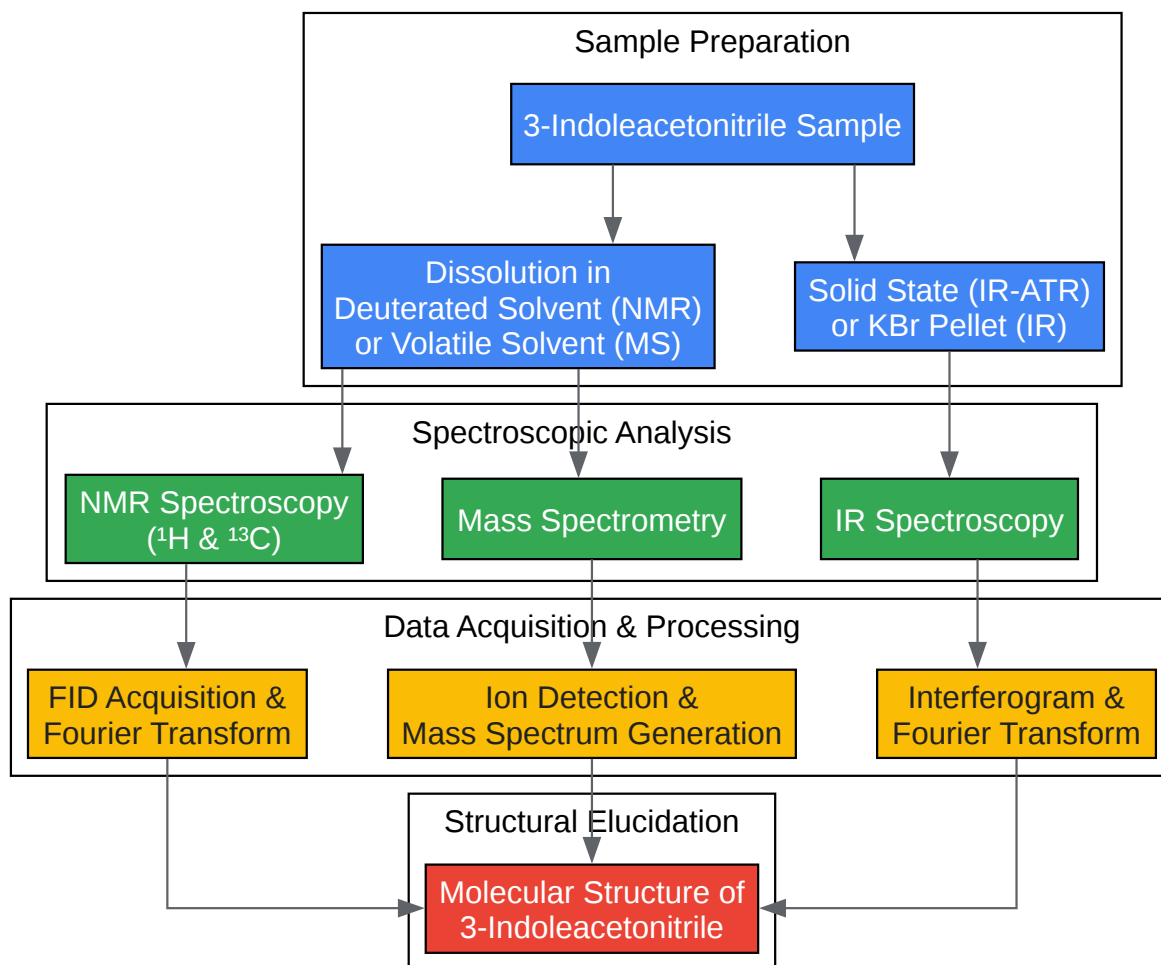 Sample Preparation
3-Indoleacetonitrile Sample
Dissolution in
Deuterated Solvent (NMR)
or Volatile Solvent (MS)
Solid State (IR-ATR)
or KBr Pellet (IR)
Spectroscopic Analysis
NMR Spectroscopy
(¹H & ¹³C)
Mass Spectrometry
IR Spectroscopy
Data Acquisition & Processing
FID Acquisition &
Fourier Transform
Ion Detection &
Mass Spectrum Generation
Interferogram &
Fourier Transform
Structural Elucidation
Molecular Structure of
3-Indoleacetonitrile